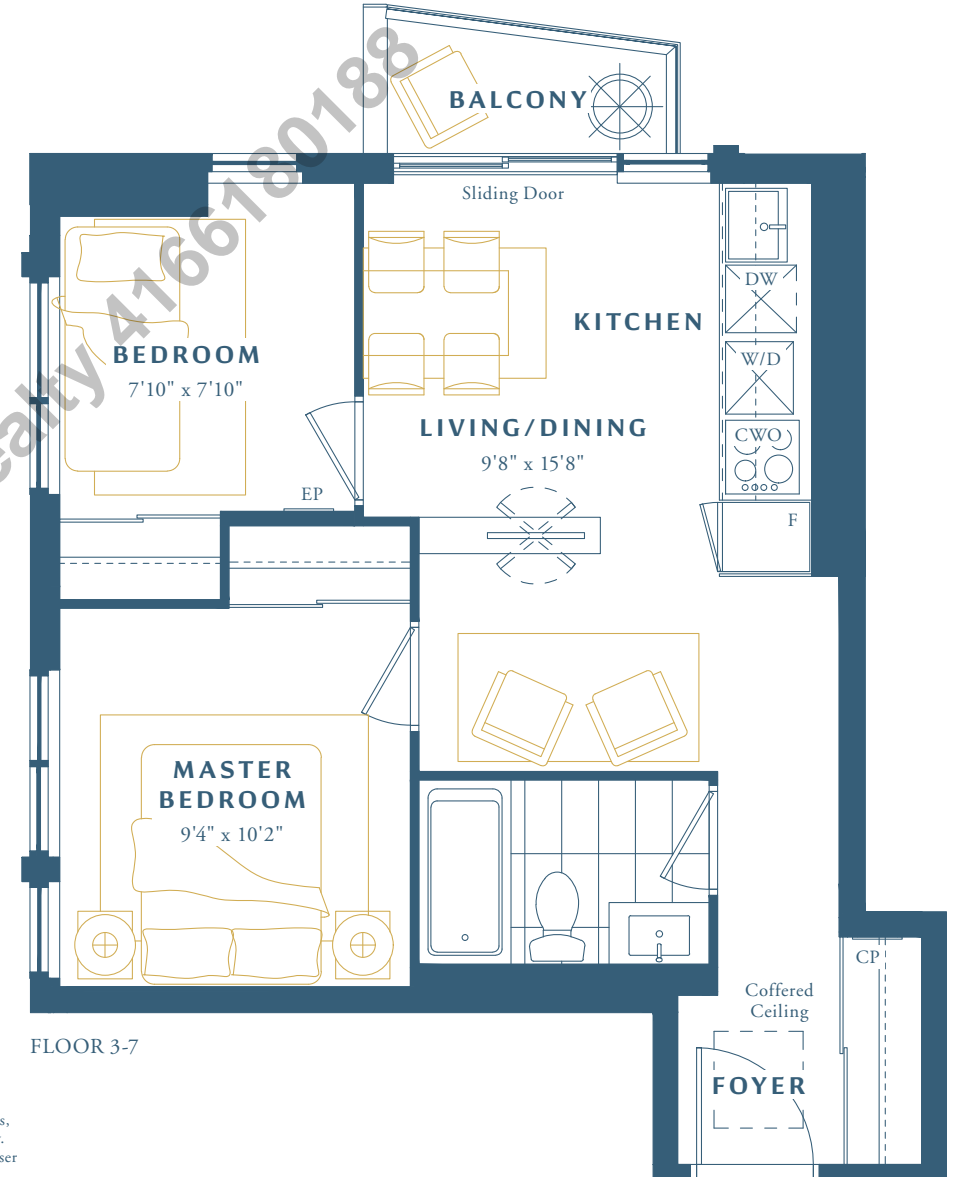 BALCONY
Sliding Door
DW
KITCHEN
BEDROOM
7'10" x 7'10"
W/D
LIVING/DINING
9'8" x 15'8"
CWO
EP
F
MASTER
BEDROOM
9'4" x 10'2"
CP
Coffered
Ceiling
FOYER
FLOOR 3-7
4166180188